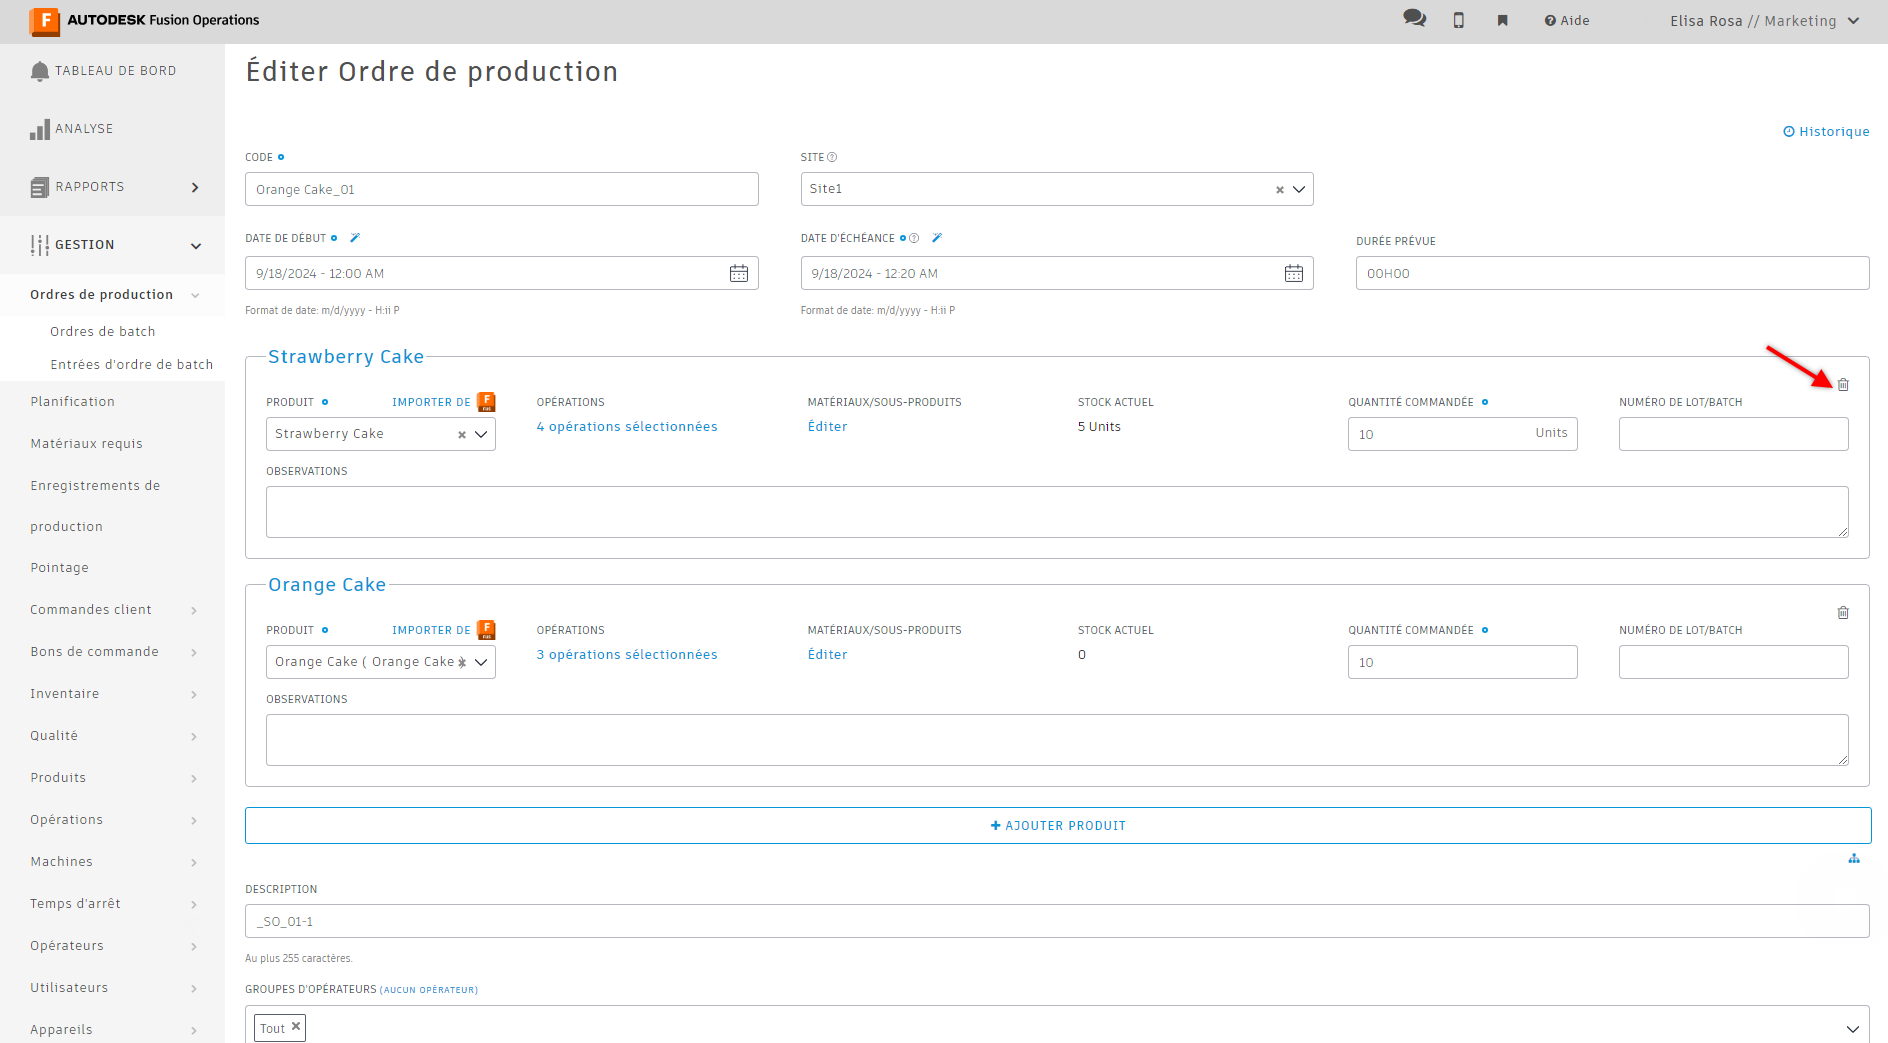 AUTODESK Fusion Operations
Aide
Elisa Rosa // Marketing
TABLEAU DE BORD
ANALYSE
RAPPORTS
GESTION
Ordres de production
Ordres de batch
Entrées d'ordre de batch
Planification
Matériaux requis
Enregistrements de
production
Pointage
Commandes client
Bons de commande
Inventaire
Qualité
Produits
Opérations
Machines
Temps d'arrêt
Opérateurs
Utilisateurs
Appareils
Éditer Ordre de production
Historique
CODE
SITE
Orange Cake_01
Site1
DATE DE DÉBUT
DATE D'ÉCHÉANCE
DURÉE PRÉVUE
9/18/2024 - 12:00 AM
9/18/2024 - 12:20 AM
00H00
Format de date: m/d/yyyy - H:ii P
Format de date: m/d/yyyy - H:ii P
Strawberry Cake
PRODUIT
IMPORTER DE
OPÉRATIONS
MATÉRIAUX/SOUS-PRODUITS
STOCK ACTUEL
QUANTITÉ COMMANDÉE
NUMÉRO DE LOT/BATCH
Strawberry Cake
4 opérations sélectionnées
Éditer
5 Units
10
Units
OBSERVATIONS
Orange Cake
PRODUIT
IMPORTER DE
OPÉRATIONS
MATÉRIAUX/SOUS-PRODUITS
STOCK ACTUEL
QUANTITÉ COMMANDÉE
NUMÉRO DE LOT/BATCH
Orange Cake ( Orange Cake
3 opérations sélectionnées
Éditer
0
10
OBSERVATIONS
AJOUTER PRODUIT
DESCRIPTION
_SO_01-1
Au plus 255 caractères.
GROUPES D'OPÉRATEURS (AUCUN OPÉRATEUR)
Tout